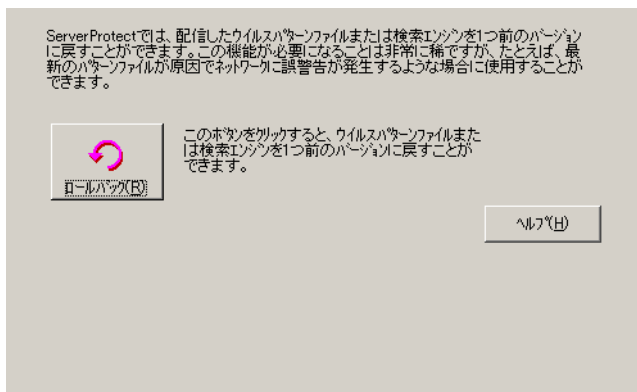 ServerProtectでは、配信したウイルスパターンファイルまたは検索エンジンを1つ前のバージョン
に戻すことができます。この機能が必要になることは非常に稀ですが、たとえば、最
新のパターンファイルが原因でネットワークに誤警告が発生するような場合に使用することが
できます。
このボタンをクリックすると、ウイルスパターンファイルまた
は検索エンジンを1つ前のバージョンに戻すことが
できます。
ロールバック(R)
ヘルプ(H)